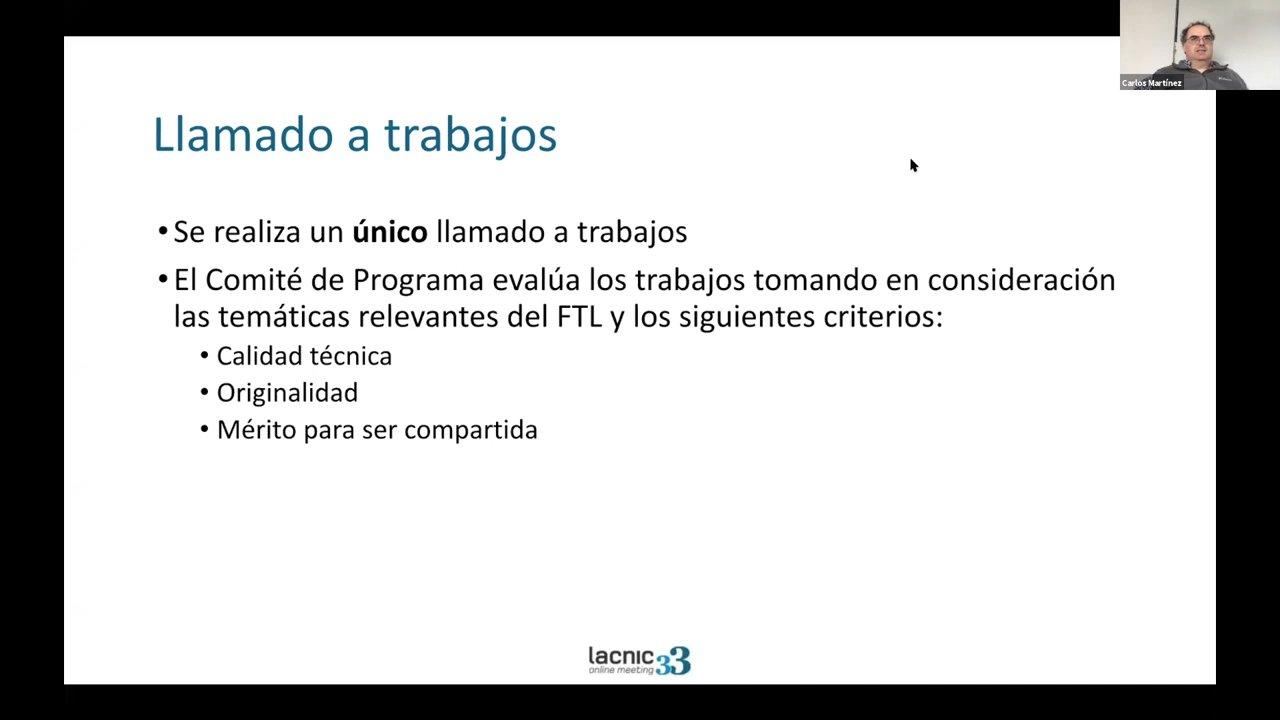 Carlos Martínez
Llamado a trabajos
• Se realiza un único llamado a trabajos
• El Comité de Programa evalúa los trabajos tomando en consideración
las temáticas relevantes del FTL y los siguientes criterios:
• Calidad técnica
• Originalidad
• Mérito para ser compartida
lacnic 33
online meeting